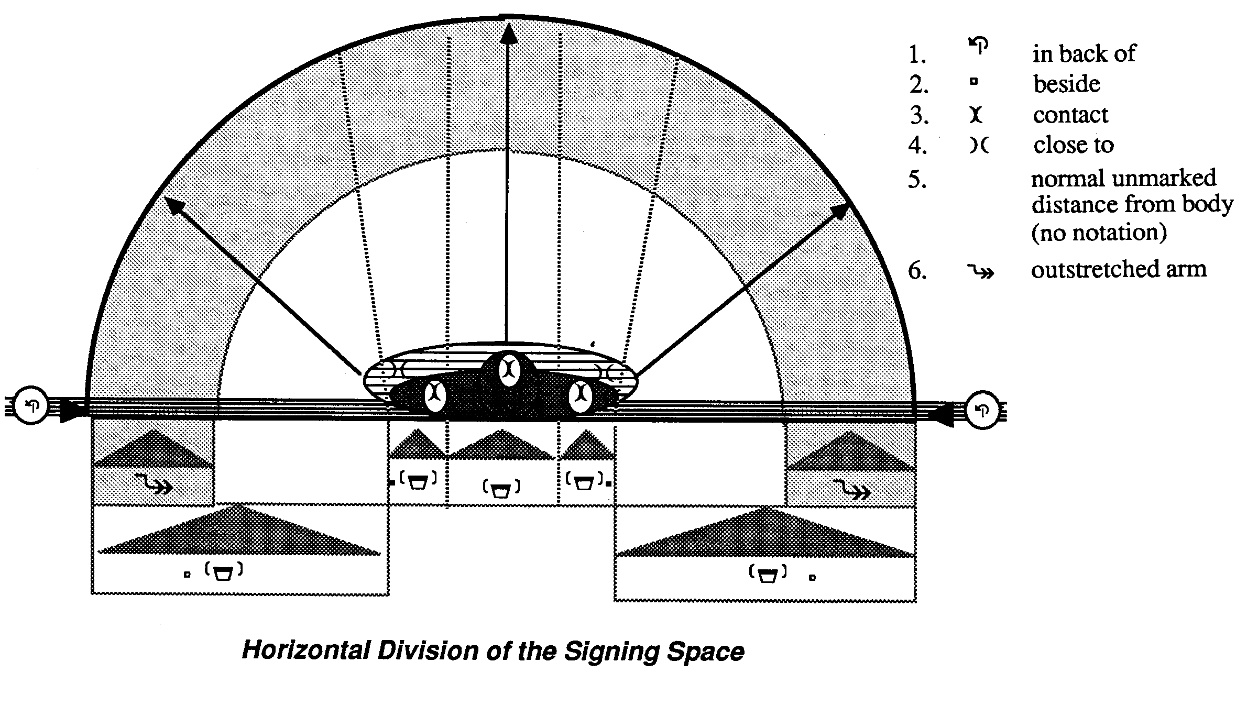 1. in back of
2. beside
3. contact
4. )( close to
5. normal unmarked
distance from body
(no notation)
6. outstretched arm
Horizontal Division of the Signing Space